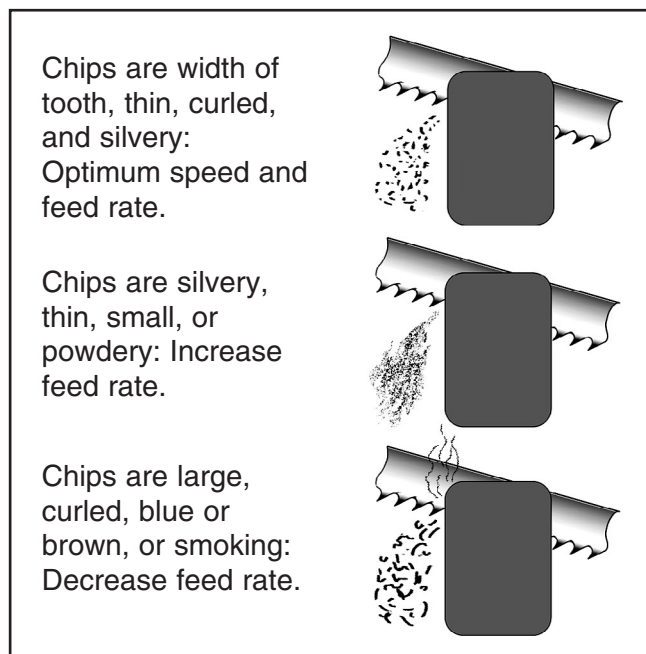 Chips are width of
tooth, thin, curled,
and silvery:
Optimum speed and
feed rate.
Chips are silvery,
thin, small, or
powdery: Increase
feed rate.
Chips are large,
curled, blue or
brown, or smoking:
Decrease feed rate.